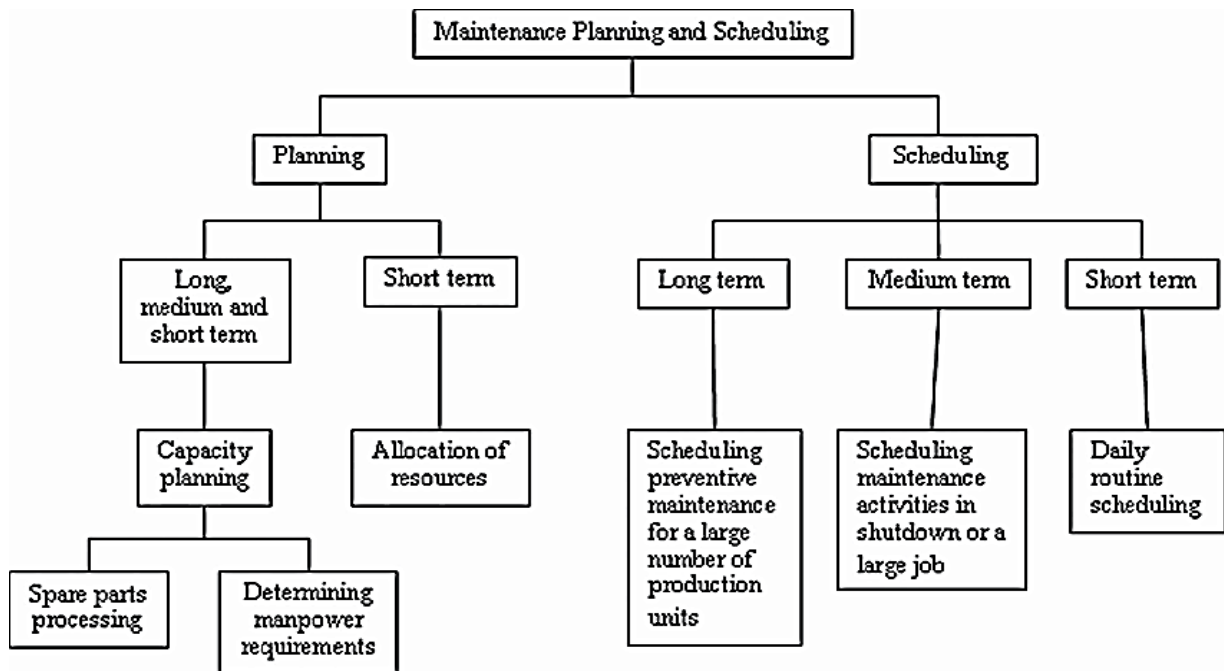 Maintenance Planning and Scheduling
Planning
Scheduling
Long,
medium and
short term
Short term
Long term
Medium term
Short term
Capacity
planning
Allocation of
resources
Scheduling
preventive
maintenance
for a large
number of
production
units
Scheduling
maintenance
activities in
shutdown or a
large job
Daily
routine
scheduling
Spare parts
processing
Determining
manpower
requirements